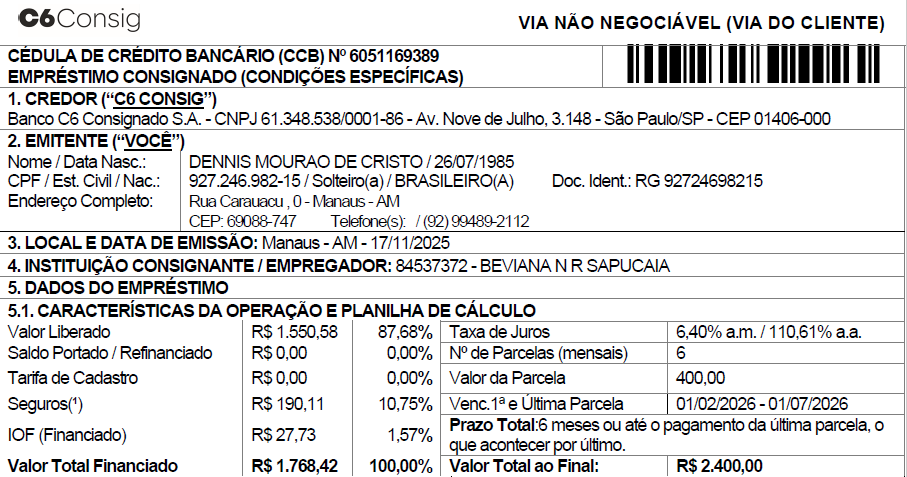 C6Consig
VIA NÃO NEGOCIÁVEL (VIA DO CLIENTE)
CÉDULA DE CRÉDITO BANCÁRIO (CCB) Nº 6051169389
EMPRÉSTIMO CONSIGNADO (CONDIÇÕES ESPECÍFICAS)
1. CREDOR (“C6 CONSIG”)
Banco C6 Consignado S.A. - CNPJ 61.348.538/0001-86 - Av. Nove de Julho, 3.148 - São Paulo/SP - CEP 01406-000
2. EMITENTE (“VOCÊ”)
Nome / Data Nasc.: DENNIS MOURAO DE CRISTO / 26/07/1985
CPF / Est. Civil / Nac.: 927.246.982-15 / Solteiro(a) / BRASILEIRO(A) Doc. Ident.: RG 92724698215
Endereço Completo: Rua Carauacu , 0 - Manaus - AM
CEP: 69088-747 Telefone(s): / (92) 99489-2112
3. LOCAL E DATA DE EMISSÃO: Manaus - AM - 17/11/2025
4. INSTITUIÇÃO CONSIGNANTE / EMPREGADOR: 84537372 - BEVIANA N R SAPUCAIA
5. DADOS DO EMPRÉSTIMO
5.1. CARACTERÍSTICAS DA OPERAÇÃO E PLANILHA DE CÁLCULO
Valor Liberado R$ 1.550,58 87,68% Taxa de Juros 6,40% a.m. / 110,61% a.a.
Saldo Portado / Refinanciado R$ 0,00 0,00% Nº de Parcelas (mensais) 6
Tarifa de Cadastro R$ 0,00 0,00% Valor da Parcela 400,00
Seguros(¹) R$ 190,11 10,75% Venc.1ª e Última Parcela 01/02/2026 - 01/07/2026
IOF (Financiado) R$ 27,73 1,57% Prazo Total:6 meses ou até o pagamento da última parcela, o
que acontecer por último.
Valor Total Financiado R$ 1.768,42 100,00% Valor Total ao Final: R$ 2.400,00